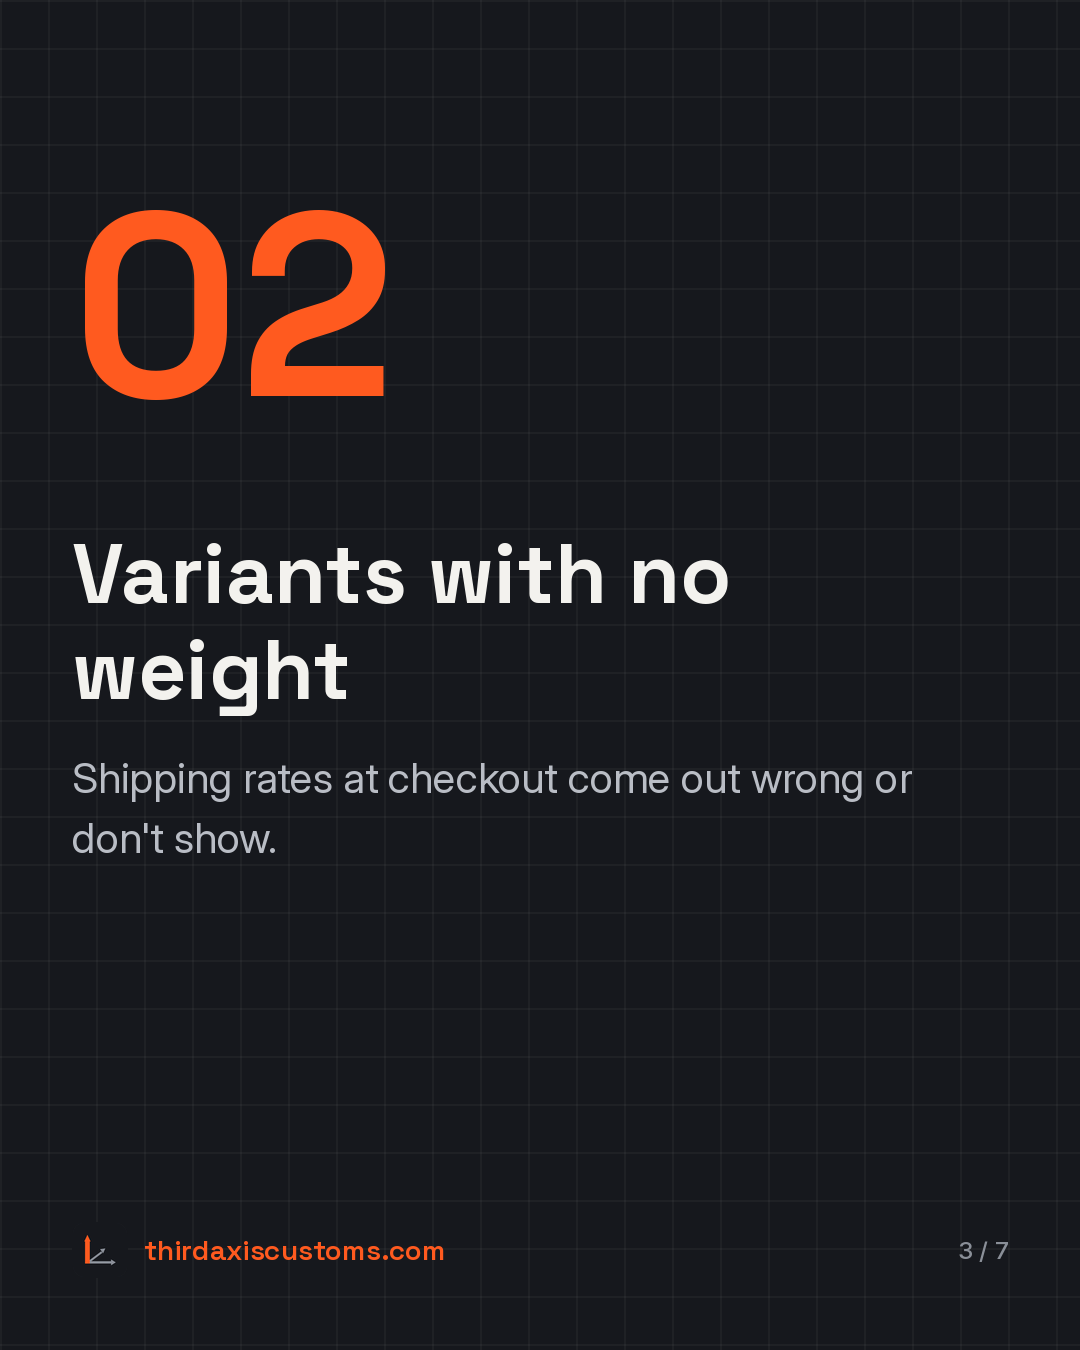 02
Variants with no
weight
Shipping rates at checkout come out wrong or
don't show.
thirdaxiscustoms.com
3 / 7